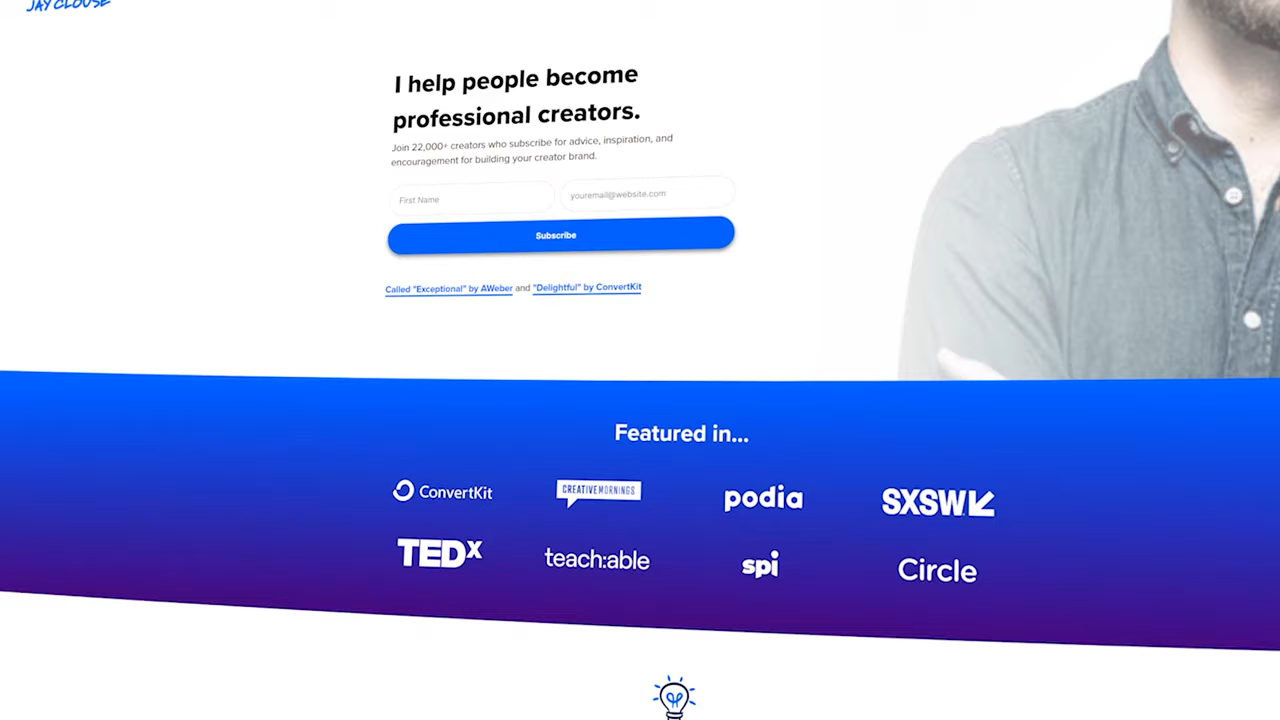 JAY CLOUSE
I help people become
professional creators.
Join 22,000+ creators who subscribe for advice, inspiration, and
encouragement for building your creator brand.
First Name
youremail@website.com
Subscribe
Called "Exceptional" by AWeber and "Delightful" by ConvertKit
Featured in...
ConvertKit
CREATIVEMORNINGS
podia
SXSW
TEDx
teach:able
spi
Circle